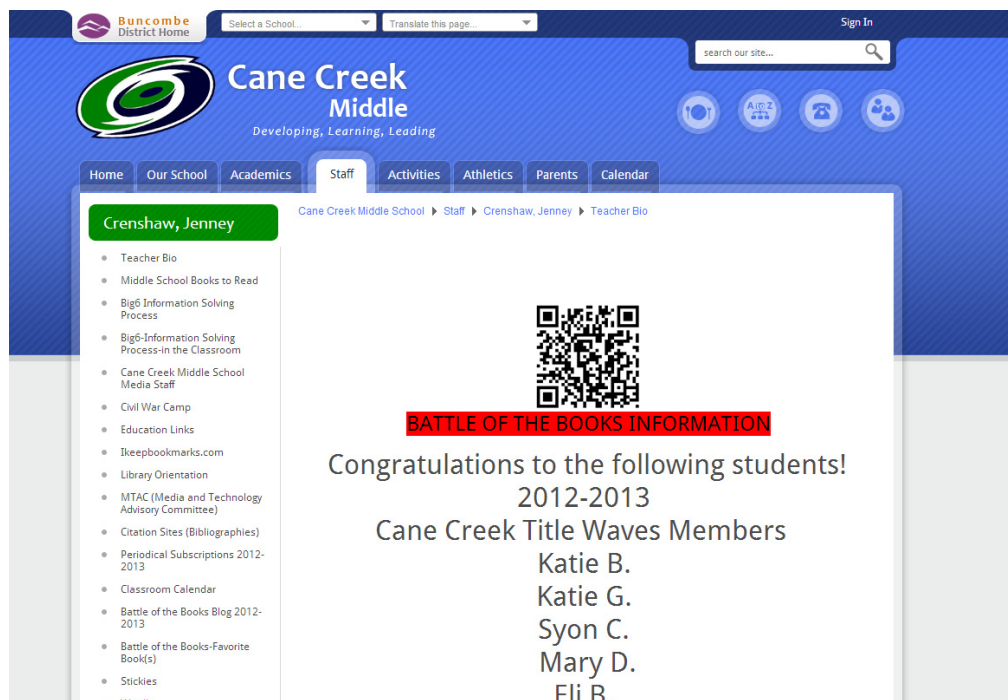 Buncombe
District Home
Select a School...
Translate this page...
Sign In
search our site...
Cane Creek
Middle
Developing, Learning, Leading
A Z
Home
Our School
Academics
Staff
Activities
Athletics
Parents
Calendar
Crenshaw, Jenney
Cane Creek Middle School Staff Crenshaw, Jenney Teacher Bio
Teacher Bio
Middle School Books to Read
Big6 Information Solving
Process
Big6-Information Solving
Process-in the Classroom
Cane Creek Middle School
Media Staff
Civil War Camp
Education Links
Ikeepbookmarks.com
Library Orientation
MTAC (Media and Technology
Advisory Committee)
Citation Sites (Bibliographies)
Periodical Subscriptions 2012-
2013
Classroom Calendar
Battle of the Books Blog 2012-
2013
Battle of the Books-Favorite
Book(s)
Stickies
BATTLE OF THE BOOKS INFORMATION
Congratulations to the following students!
2012-2013
Cane Creek Title Waves Members
Katie B.
Katie G.
Syon C.
Mary D.
Eli B.